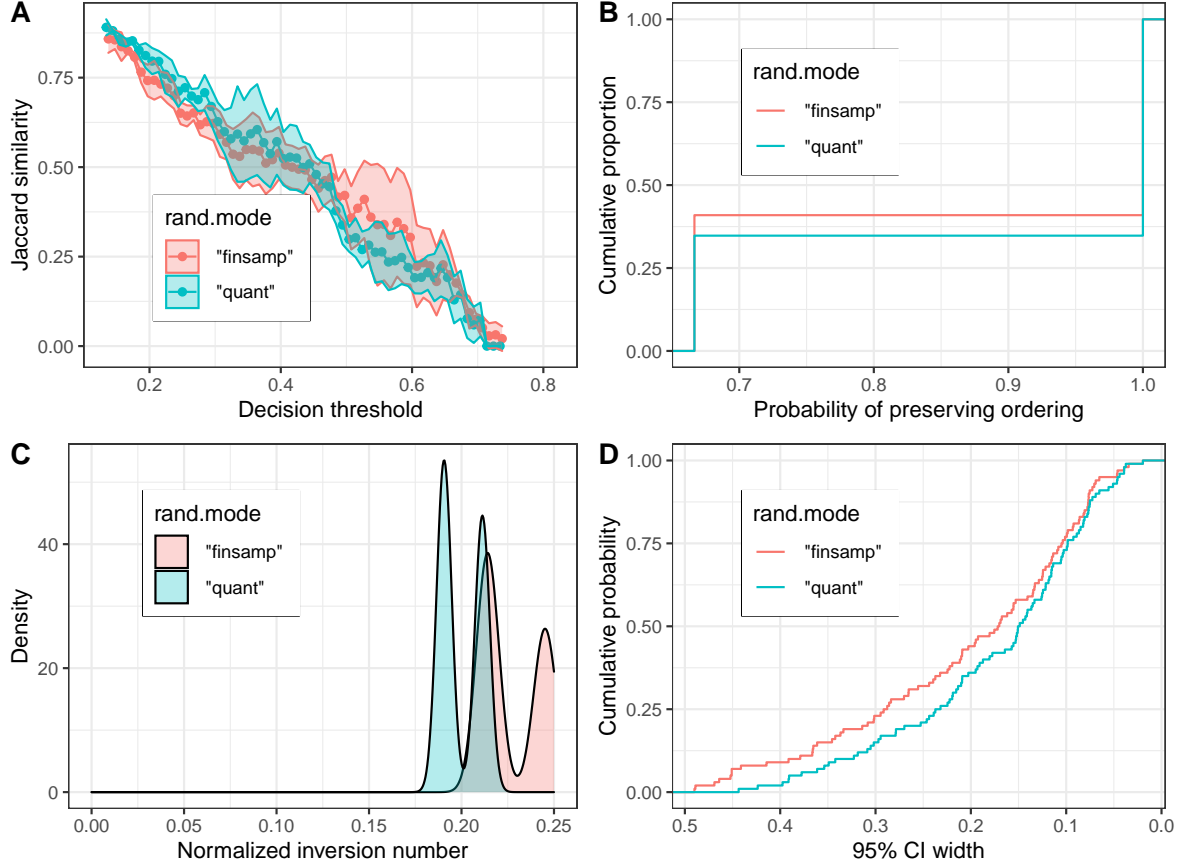 A
Jaccard similarity
0.75
0.50
0.25
0.00
rand.mode
"finsamp"
"quant"
0.2
0.4
0.6
0.8
Decision threshold
B
Cumulative proportion
1.00
0.75
0.50
0.25
0.00
rand.mode
"finsamp"
"quant"
0.7
0.8
0.9
1.0
Probability of preserving ordering
C
Density
40
20
0
rand.mode
"finsamp"
"quant"
0.00
0.05
0.10
0.15
0.20
0.25
Normalized inversion number
D
Cumulative probability
1.00
0.75
0.50
0.25
0.00
rand.mode
"finsamp"
"quant"
0.5
0.4
0.3
0.2
0.1
0.0
95% CI width